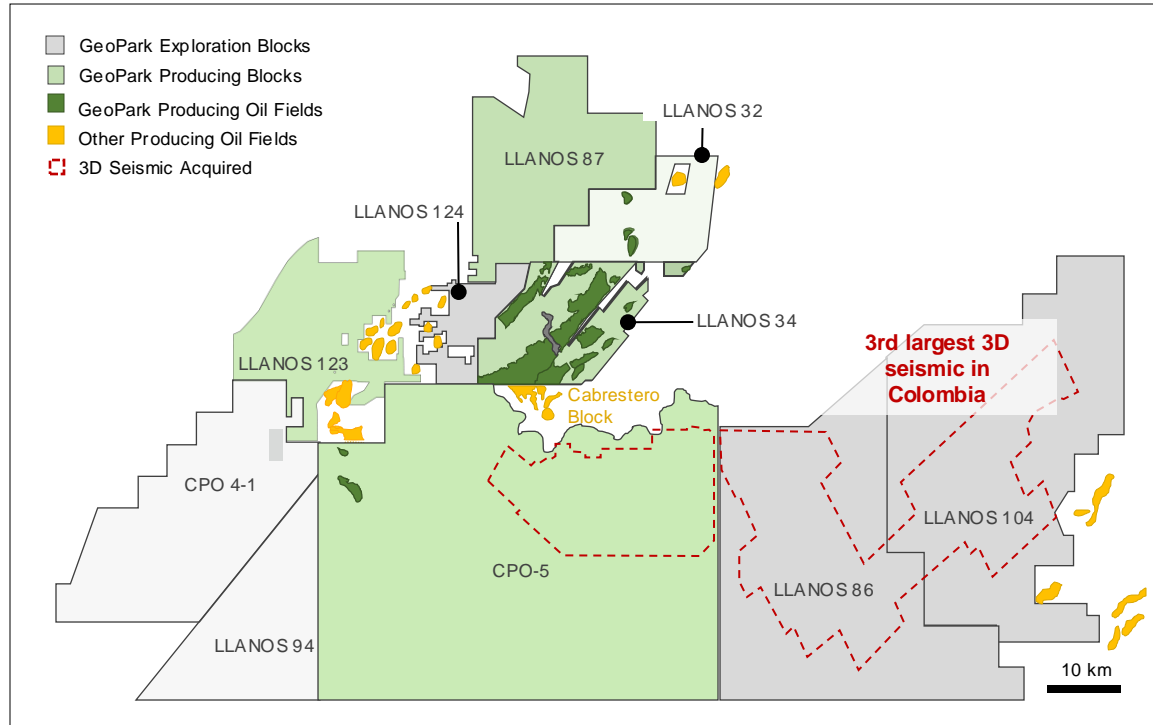 GeoPark Exploration Blocks
GeoPark Producing Blocks
GeoPark Producing Oil Fields
Other Producing Oil Fields
3D Seismic Acquired
LLANOS 32
LLANOS 87
LLANOS 124
LLANOS 34
3rd largest 3D
seismic in
Colombia
LLANOS 123
Cabrestero
Block
CPO 4-1
LLANOS 104
CPO-5
LLANOS 86
LLANOS 94
10 km